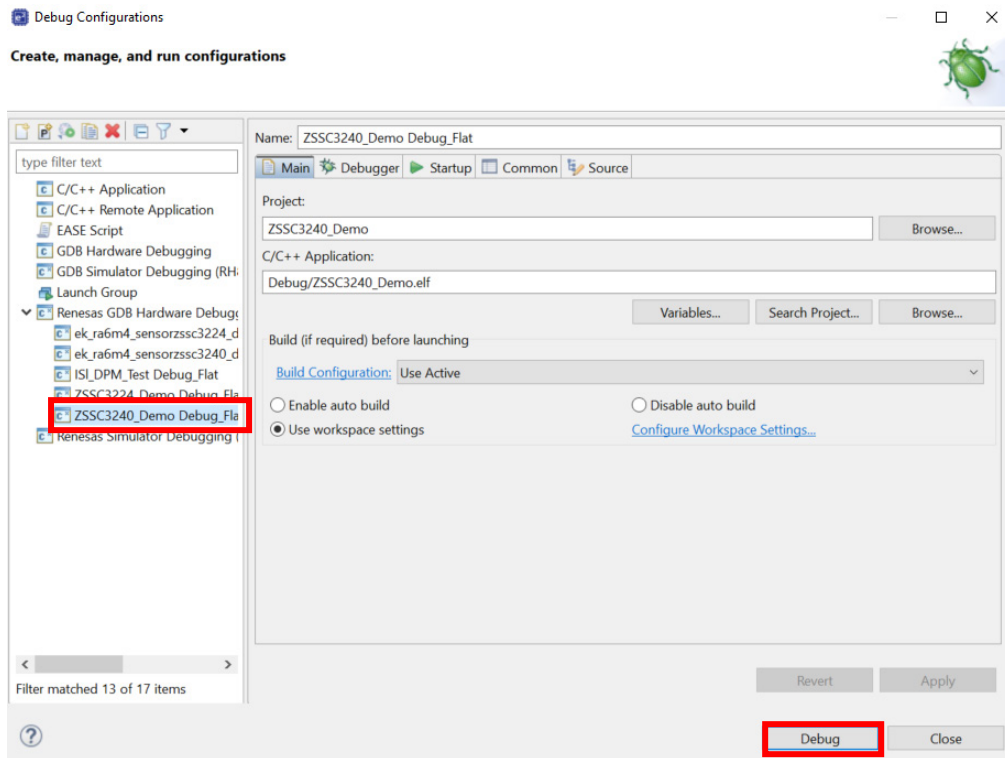 Debug Configurations
Create, manage, and run configurations
type filter text
C/C++ Application
C/C++ Remote Application
EASE Script
GDB Hardware Debugging
GDB Simulator Debugging (RH
Launch Group
Renesas GDB Hardware Debugg
ek_ra6m4_sensorzssc3224_d
ek_ra6m4_sensorzssc3240_d
ISI_DPM_Test Debug_Flat
ZSSC3224_Demo Debug_Fla
ZSSC3240_Demo Debug_Fla
Renesas Simulator Debugging (
Filter matched 13 of 17 items
Name: ZSSC3240_Demo Debug_Flat
Main Debugger Startup Common Source
Project:
ZSSC3240_Demo Browse...
C/C++ Application:
Debug/ZSSC3240_Demo.elf
Variables... Search Project... Browse...
Build (if required) before launching
Build Configuration: Use Active
Enable auto build Disable auto build
Use workspace settings Configure Workspace Settings...
Revert Apply
Debug Close